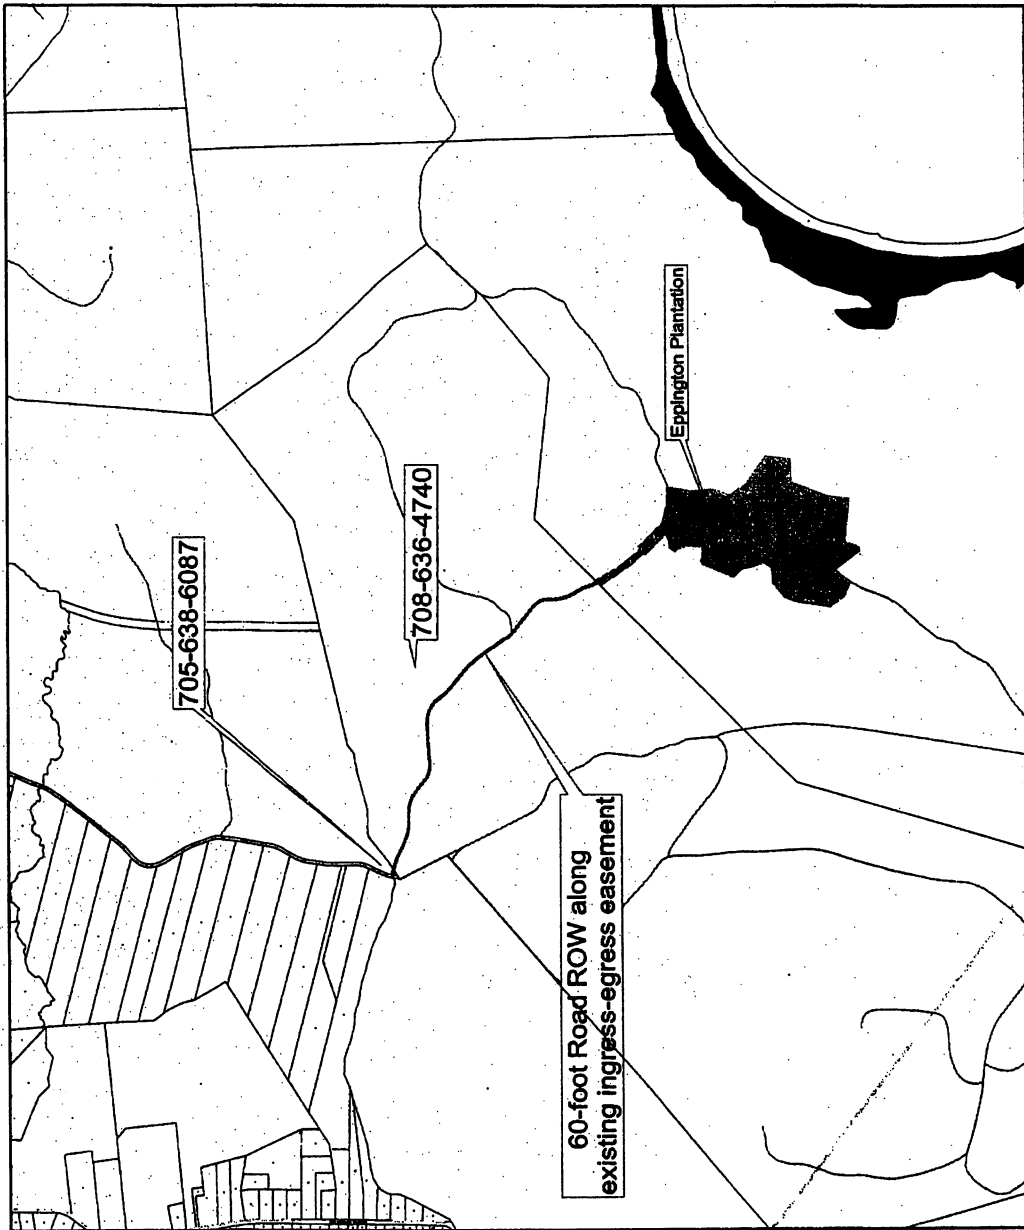 705-638-6087
708-636-4740
Eppington Plantation
60-foot Road ROW along
existing ingress-egress easement